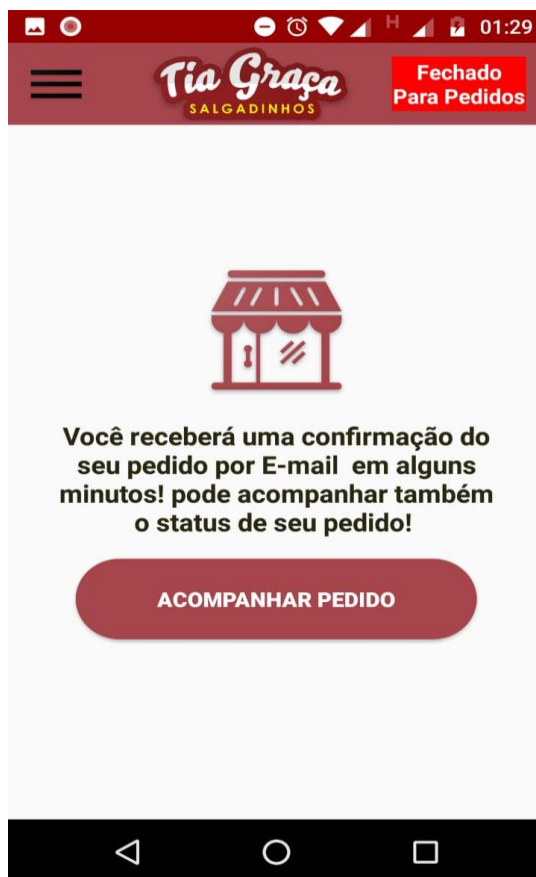 H 01:29
Tia Graça
SALGADINHOS
Fechado
Para Pedidos
Você receberá uma confirmação do
seu pedido por E-mail  em alguns
minutos! pode acompanhar também
o status de seu pedido!
ACOMPANHAR PEDIDO